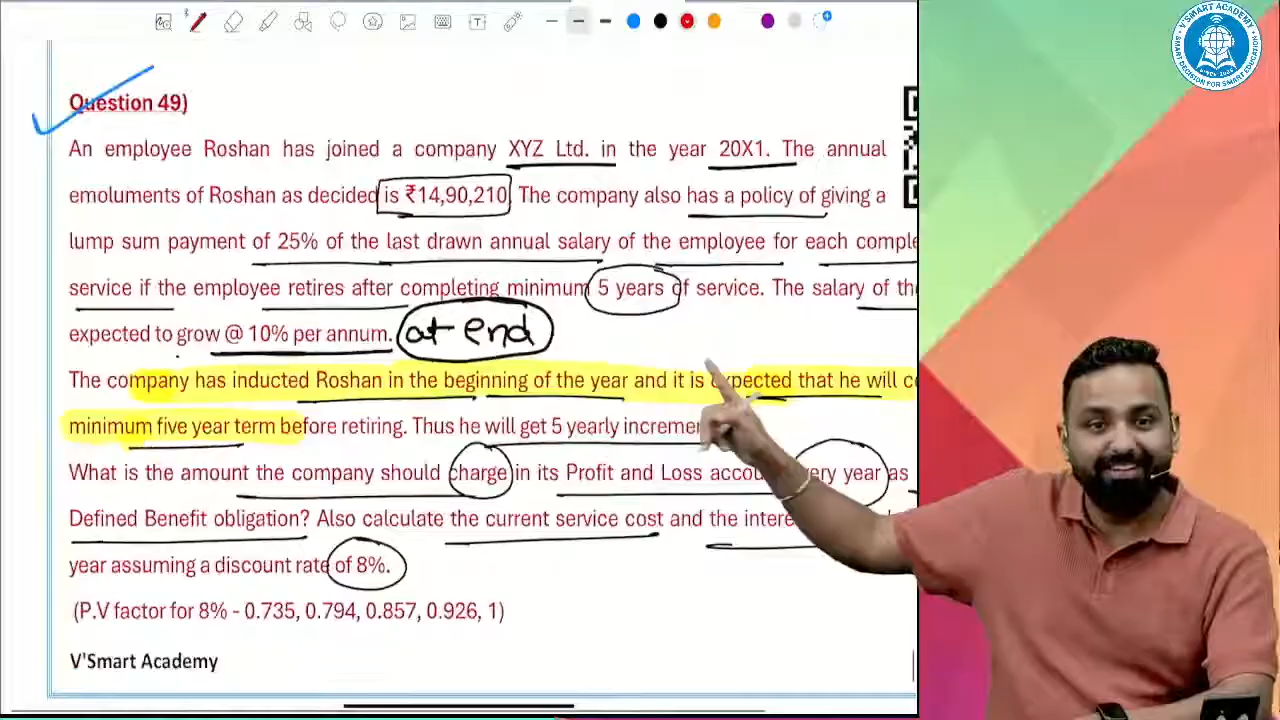 V'SMART ACADEMY
SMART DECISION FOR SMART EDUCATION
Question 49)
An employee Roshan has joined a company XYZ Ltd. in the year 20X1. The annual
emoluments of Roshan as decided is ₹14,90,210. The company also has a policy of giving a
lump sum payment of 25% of the last drawn annual salary of the employee for each
service if the employee retires after completing minimum 5 years of service. The salary of
expected to grow @ 10% per annum. at end
The company has inducted Roshan in the beginning of the year and it is expected that he will
minimum five year term before retiring. Thus he will get 5 yearly
What is the amount the company should charge in its Profit and Loss year as
Defined Benefit obligation? Also calculate the current service cost and the
year assuming a discount rate of 8%.
(P.V factor for 8% - 0.735, 0.794, 0.857, 0.926, 1)
V'Smart Academy